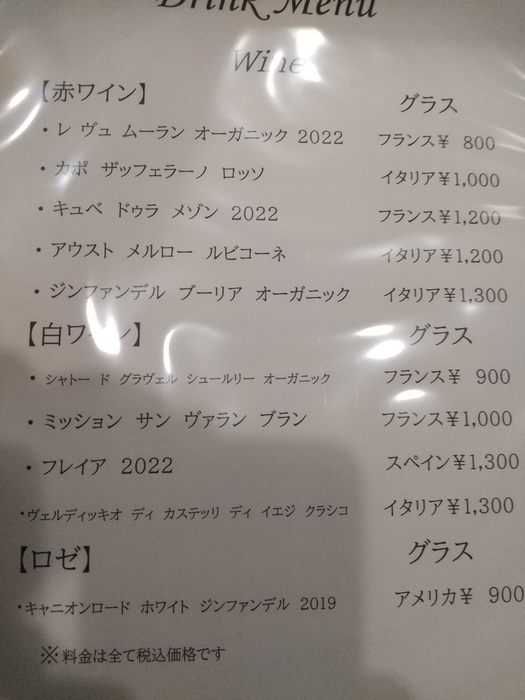 Drink Menu
Wine
【赤ワイン】 グラス
・レ ヴュ ムーラン オーガニック 2022 フランス¥ 800
・カポ ザッフェラーノ ロッソ イタリア¥1,000
・キュベ ドゥラ メゾン 2022 フランス¥1,200
・アウスト メルロー ルビコーネ イタリア¥1,200
・ジンファンデル プーリア オーガニック イタリア¥1,300
【白ワイン】 グラス
・シャトー ド グラヴェル シュールリー オーガニック フランス¥ 900
・ミッション サン ヴァラン ブラン フランス¥1,000
・フレイア 2022 スペイン¥1,300
・ヴェルディッキオ ディ カステッリ ディ イエジ クラシコ イタリア¥1,300
【ロゼ】 グラス
・キャニオンロード ホワイト ジンファンデル 2019 アメリカ¥ 900
※料金は全て税込価格です